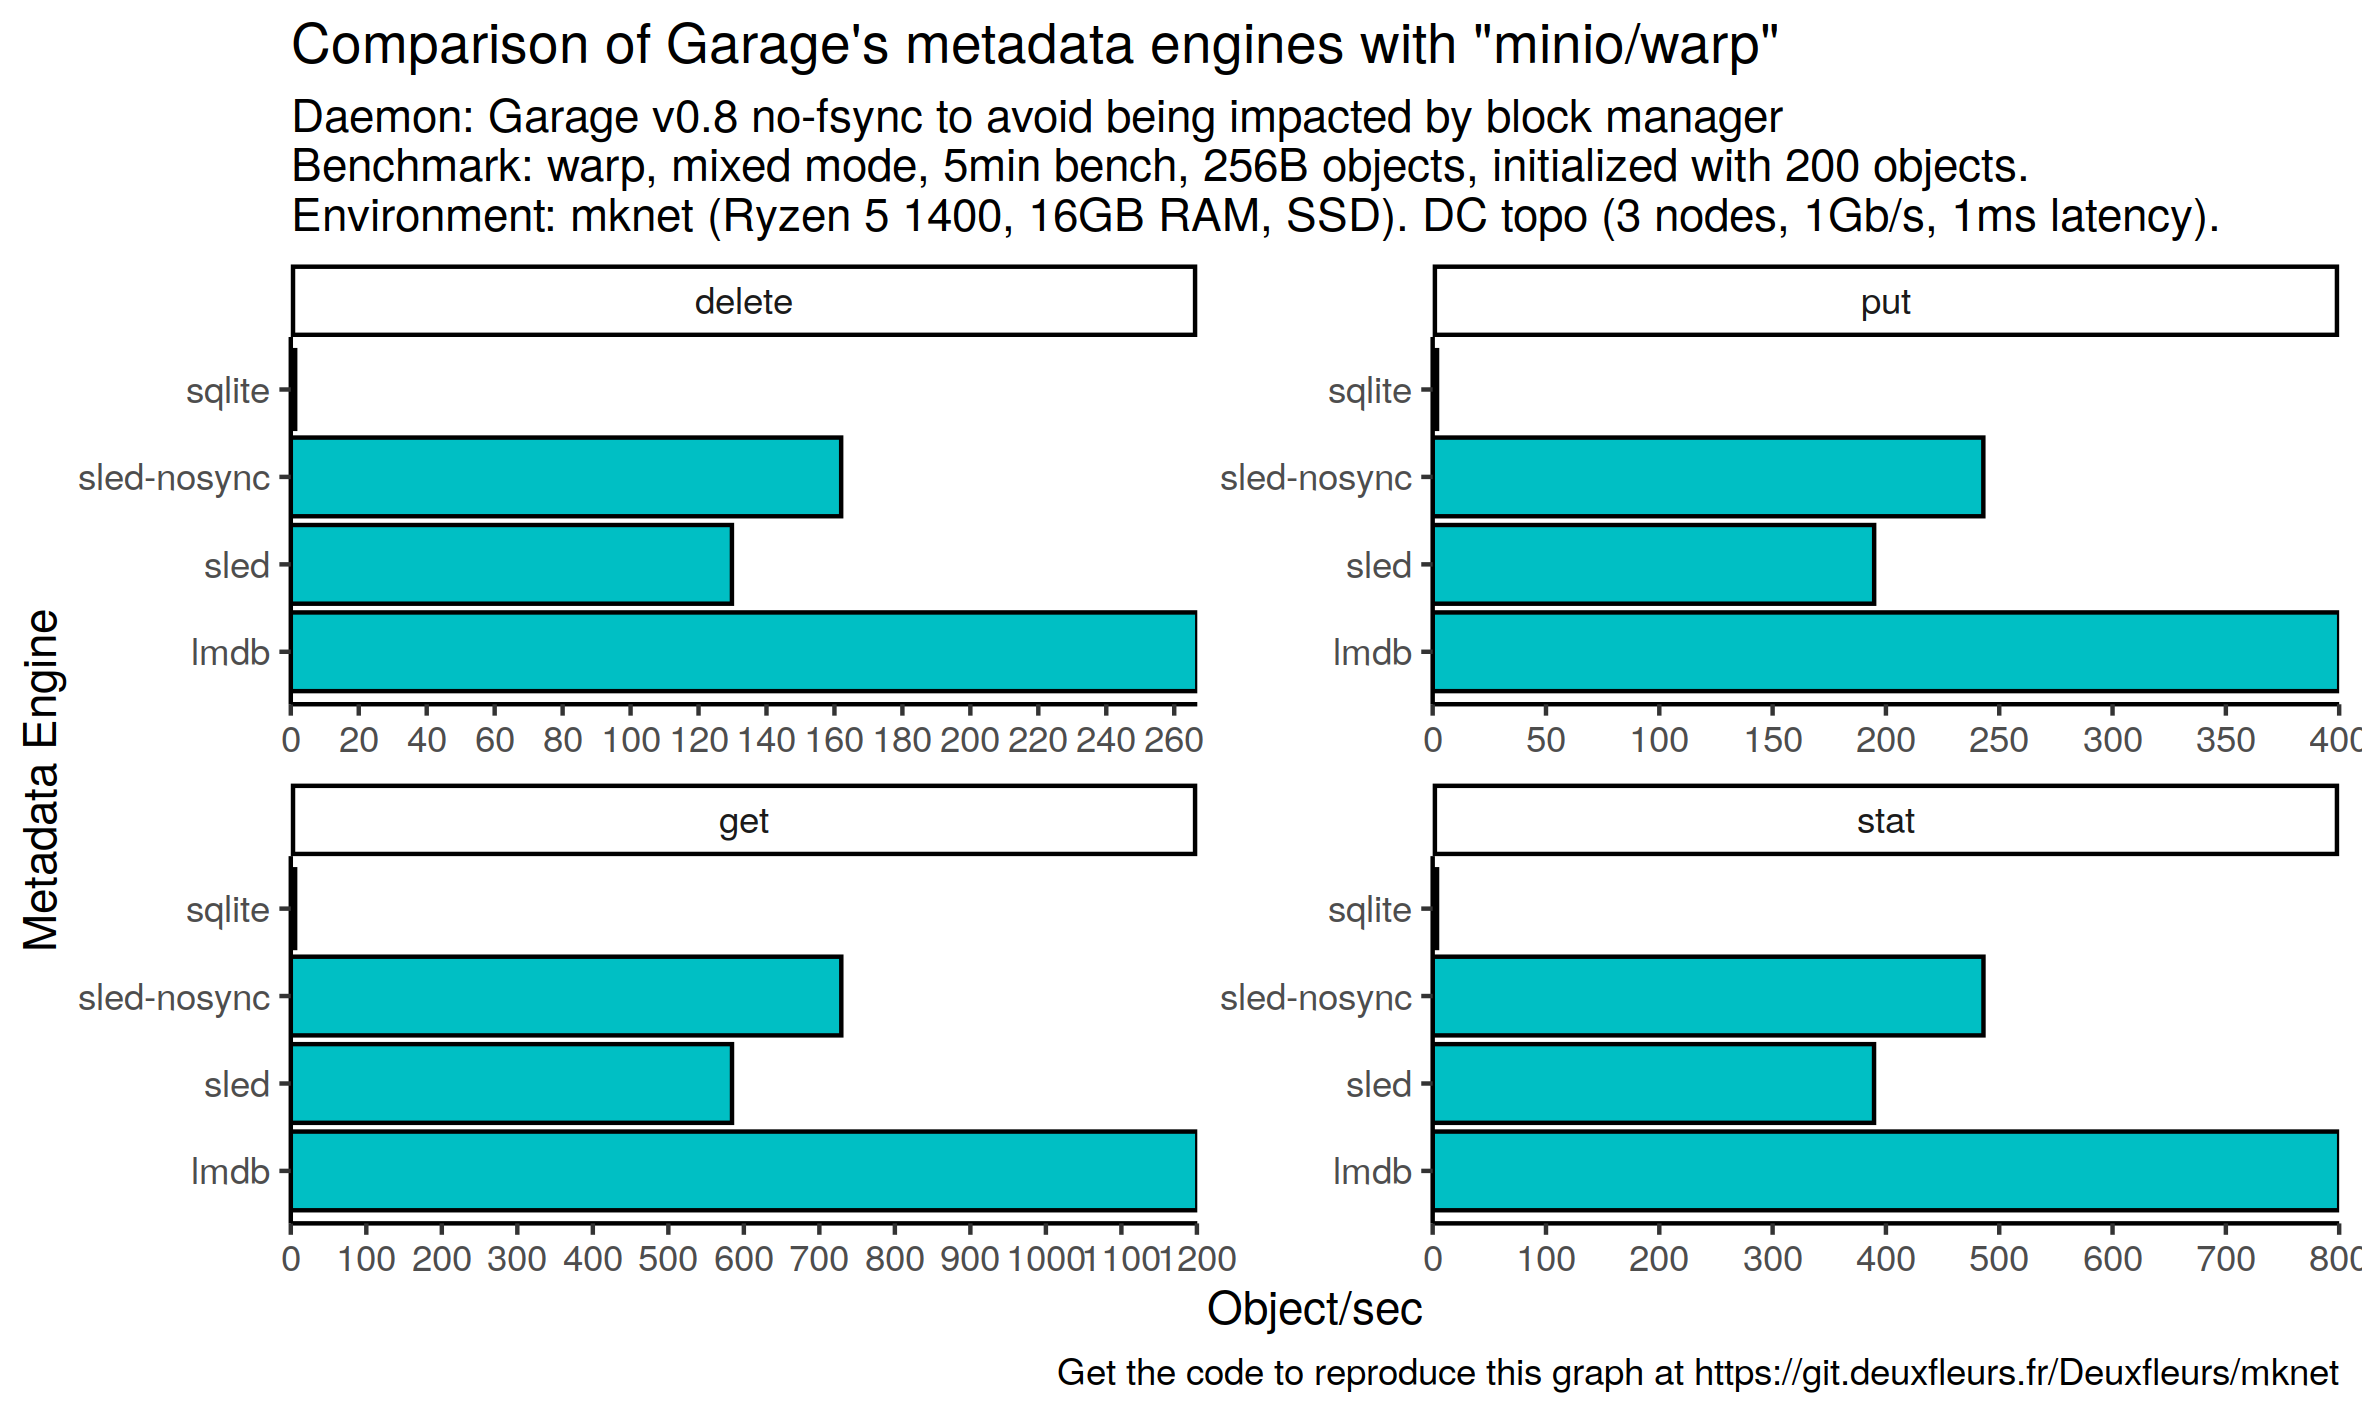 Comparison of Garage's metadata engines with "minio/warp"
Daemon: Garage v0.8 no-fsync to avoid being impacted by block manager
Benchmark: warp, mixed mode, 5min bench, 256B objects, initialized with 200 objects.
Environment: mknet (Ryzen 5 1400, 16GB RAM, SSD). DC topo (3 nodes, 1Gb/s, 1ms latency).
Metadata Engine
delete
sqlite
sled-nosync
sled
lmdb
0 20 40 60 80 100 120 140 160 180 200 220 240 260
put
sqlite
sled-nosync
sled
lmdb
0 50 100 150 200 250 300 350 400
get
sqlite
sled-nosync
sled
lmdb
0 100 200 300 400 500 600 700 800 900 1000 1100 1200
stat
sqlite
sled-nosync
sled
lmdb
0 100 200 300 400 500 600 700 800
Object/sec
Get the code to reproduce this graph at https://git.deuxfleurs.fr/Deuxfleurs/mknet